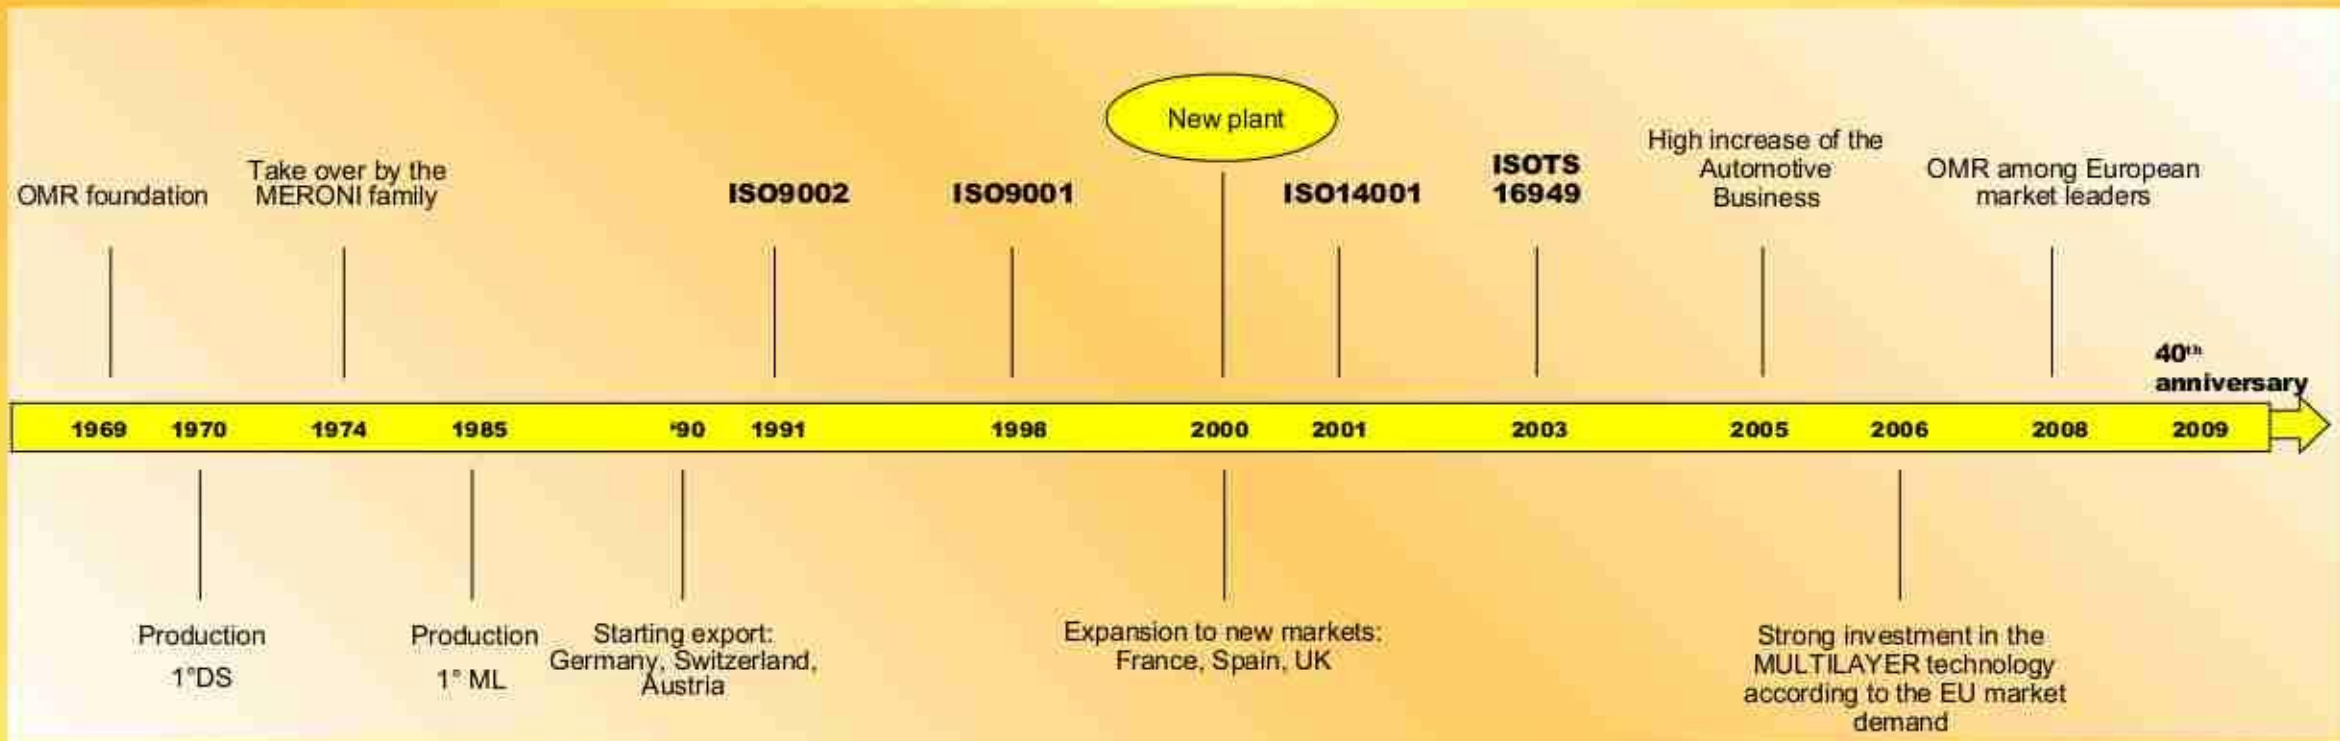 New plant
OMR foundation
Take over by the
MERONI family
ISO9002
ISO9001
ISO14001
ISOTS
16949
High increase of the
Automotive
Business
OMR among European
market leaders
40th
anniversary
1969 1970 1974 1985 '90 1991 1998 2000 2001 2003 2005 2006 2008 2009
Production
1°DS
Production
1° ML
Starting export:
Germany, Switzerland,
Austria
Expansion to new markets:
France, Spain, UK
Strong investment in the
MULTILAYER technology
according to the EU market
demand